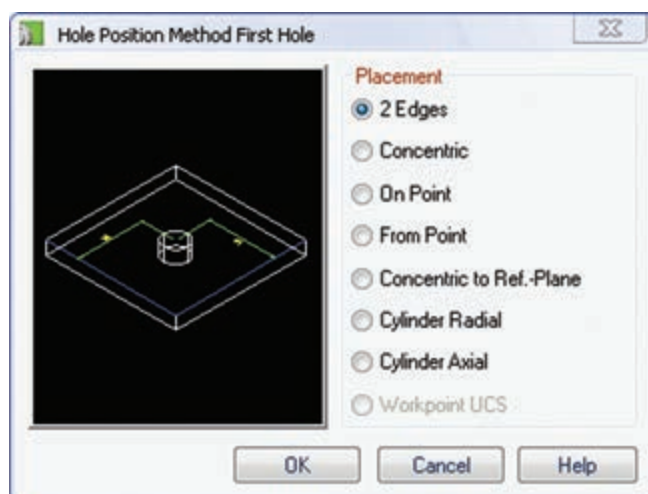 Hole Position Method First Hole
Placement
2 Edges
Concentric
On Point
From Point
Concentric to Ref.-Plane
Cylinder Radial
Cylinder Axial
Workpoint UCS
OK
Cancel
Help